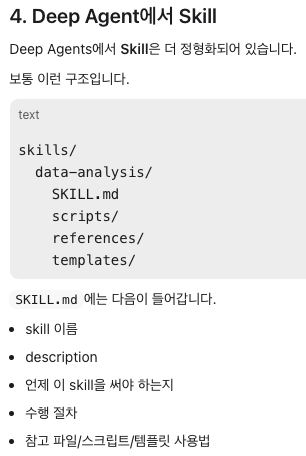 4. Deep Agent에서 Skill
Deep Agents에서 Skill은 더 정형화되어 있습니다.
보통 이런 구조입니다.
text
skills/
  data-analysis/
    SKILL.md
    scripts/
    references/
    templates/
SKILL.md 에는 다음이 들어갑니다.
• skill 이름
• description
• 언제 이 skill을 써야 하는지
• 수행 절차
• 참고 파일/스크립트/템플릿 사용법